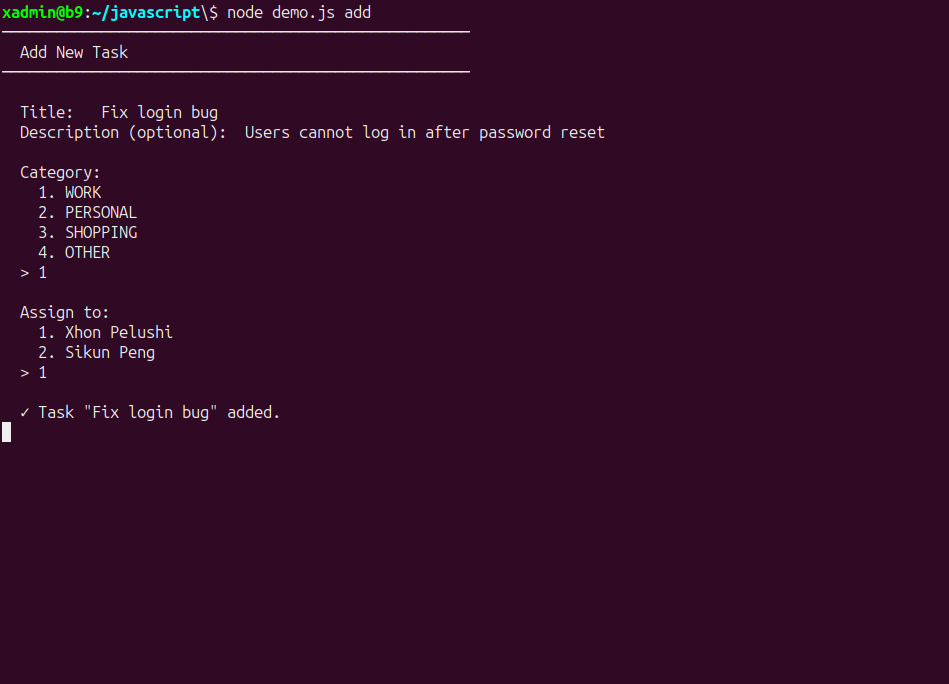 xadmin@b9:~/javascript\$ node demo.js add
Add New Task
Title:   Fix login bug
Description (optional):  Users cannot log in after password reset
Category:
1. WORK
2. PERSONAL
3. SHOPPING
4. OTHER
> 1
Assign to:
1. Xhon Pelushi
2. Sikun Peng
> 1
✓ Task "Fix login bug" added.